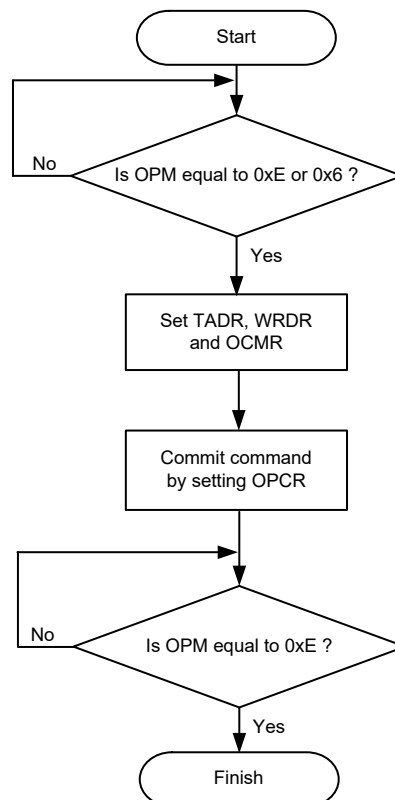 Start
No
Is OPM equal to 0xE or 0x6 ?
Yes
Set TADR, WRDR
and OCMR
Commit command
by setting OPCR
No
Is OPM equal to 0xE ?
Yes
Finish